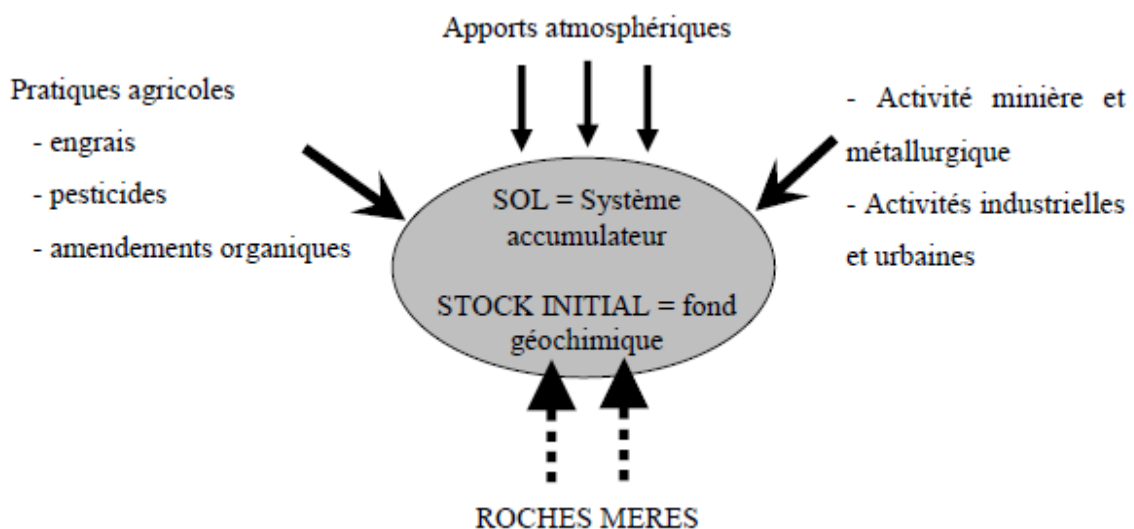 Apports atmosphériques
Pratiques agricoles
- engrais
- pesticides
- amendements organiques
- Activité minière et
métallurgique
- Activités industrielles
et urbaines
SOL = Système
accumulateur
STOCK INITIAL = fond
géochimique
ROCHES MERES